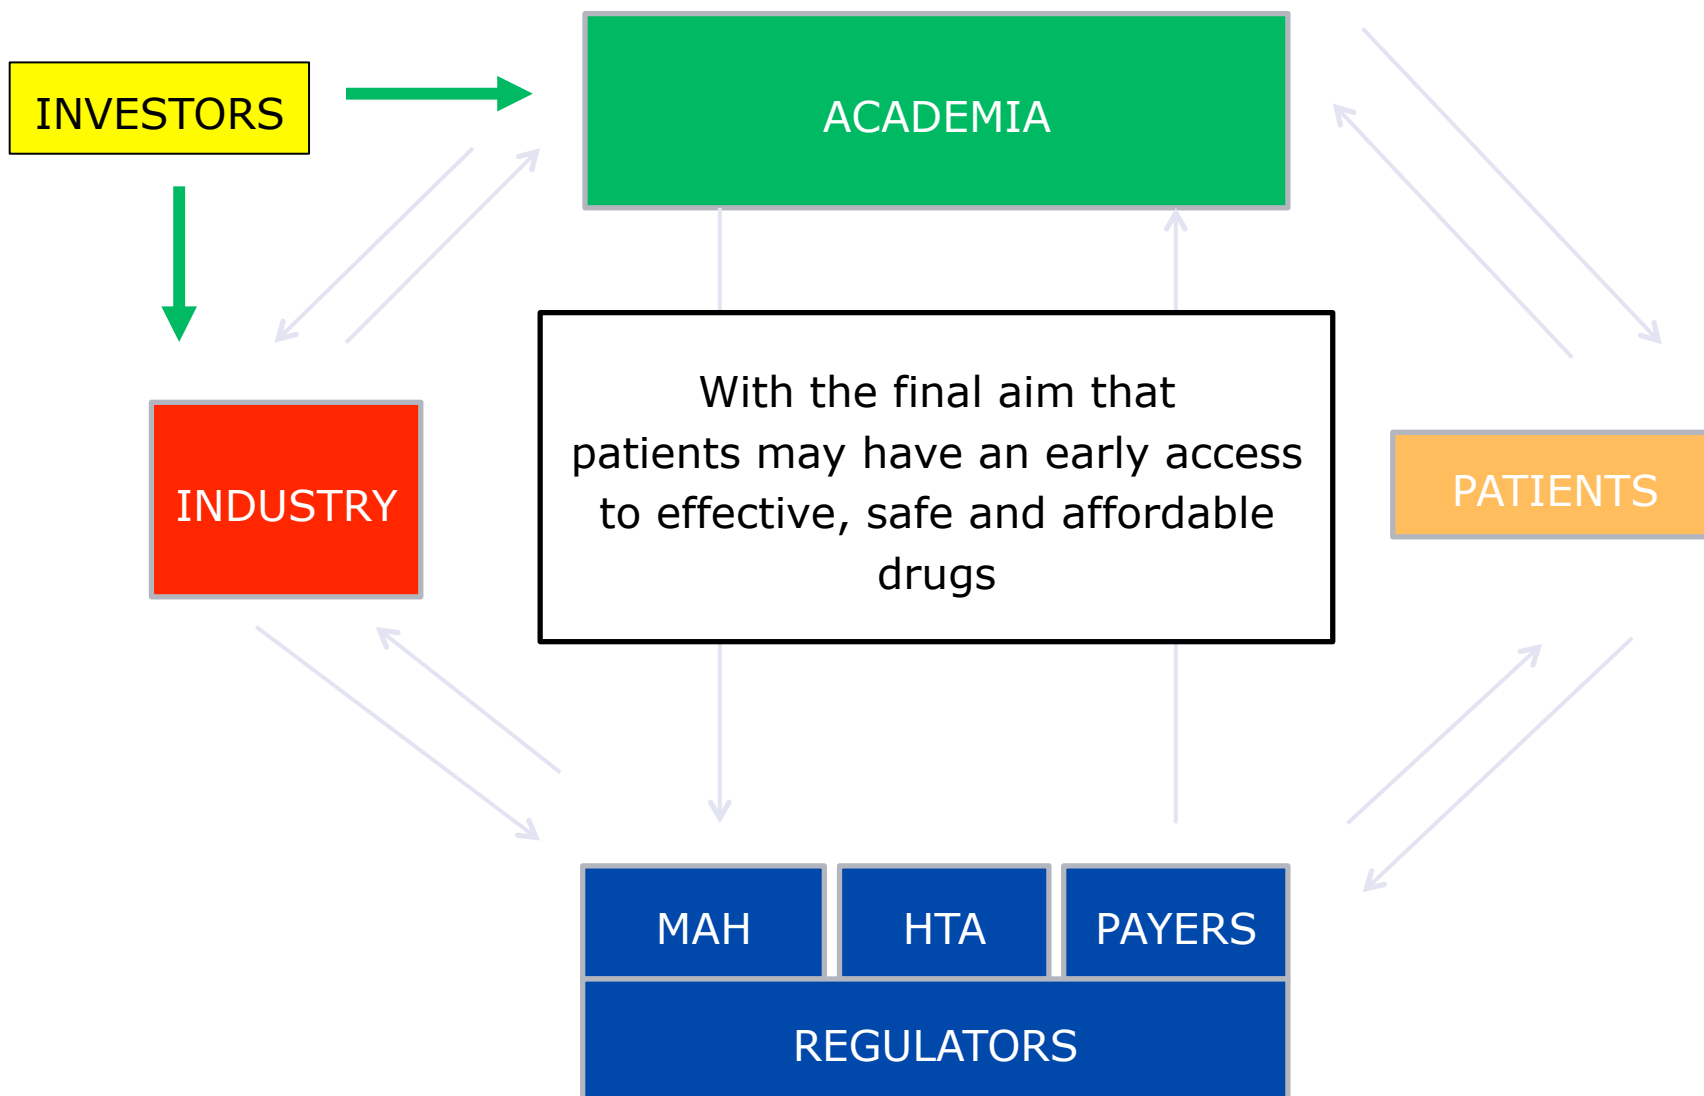 INVESTORS
ACADEMIA
With the final aim that
patients may have an early access
to effective, safe and affordable
drugs
INDUSTRY
PATIENTS
MAH
HTA
PAYERS
REGULATORS